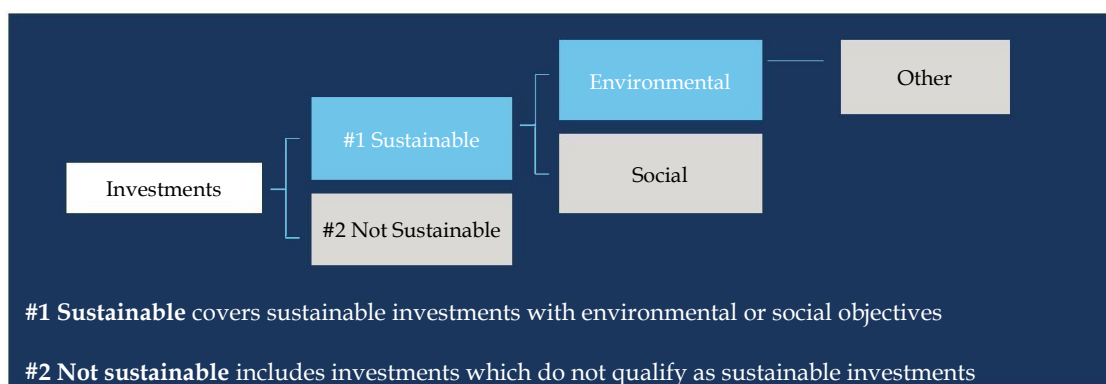 Environmental
Other
#1 Sustainable
Social
Investments
#2 Not Sustainable
#1 Sustainable covers sustainable investments with environmental or social objectives
#2 Not sustainable includes investments which do not qualify as sustainable investments